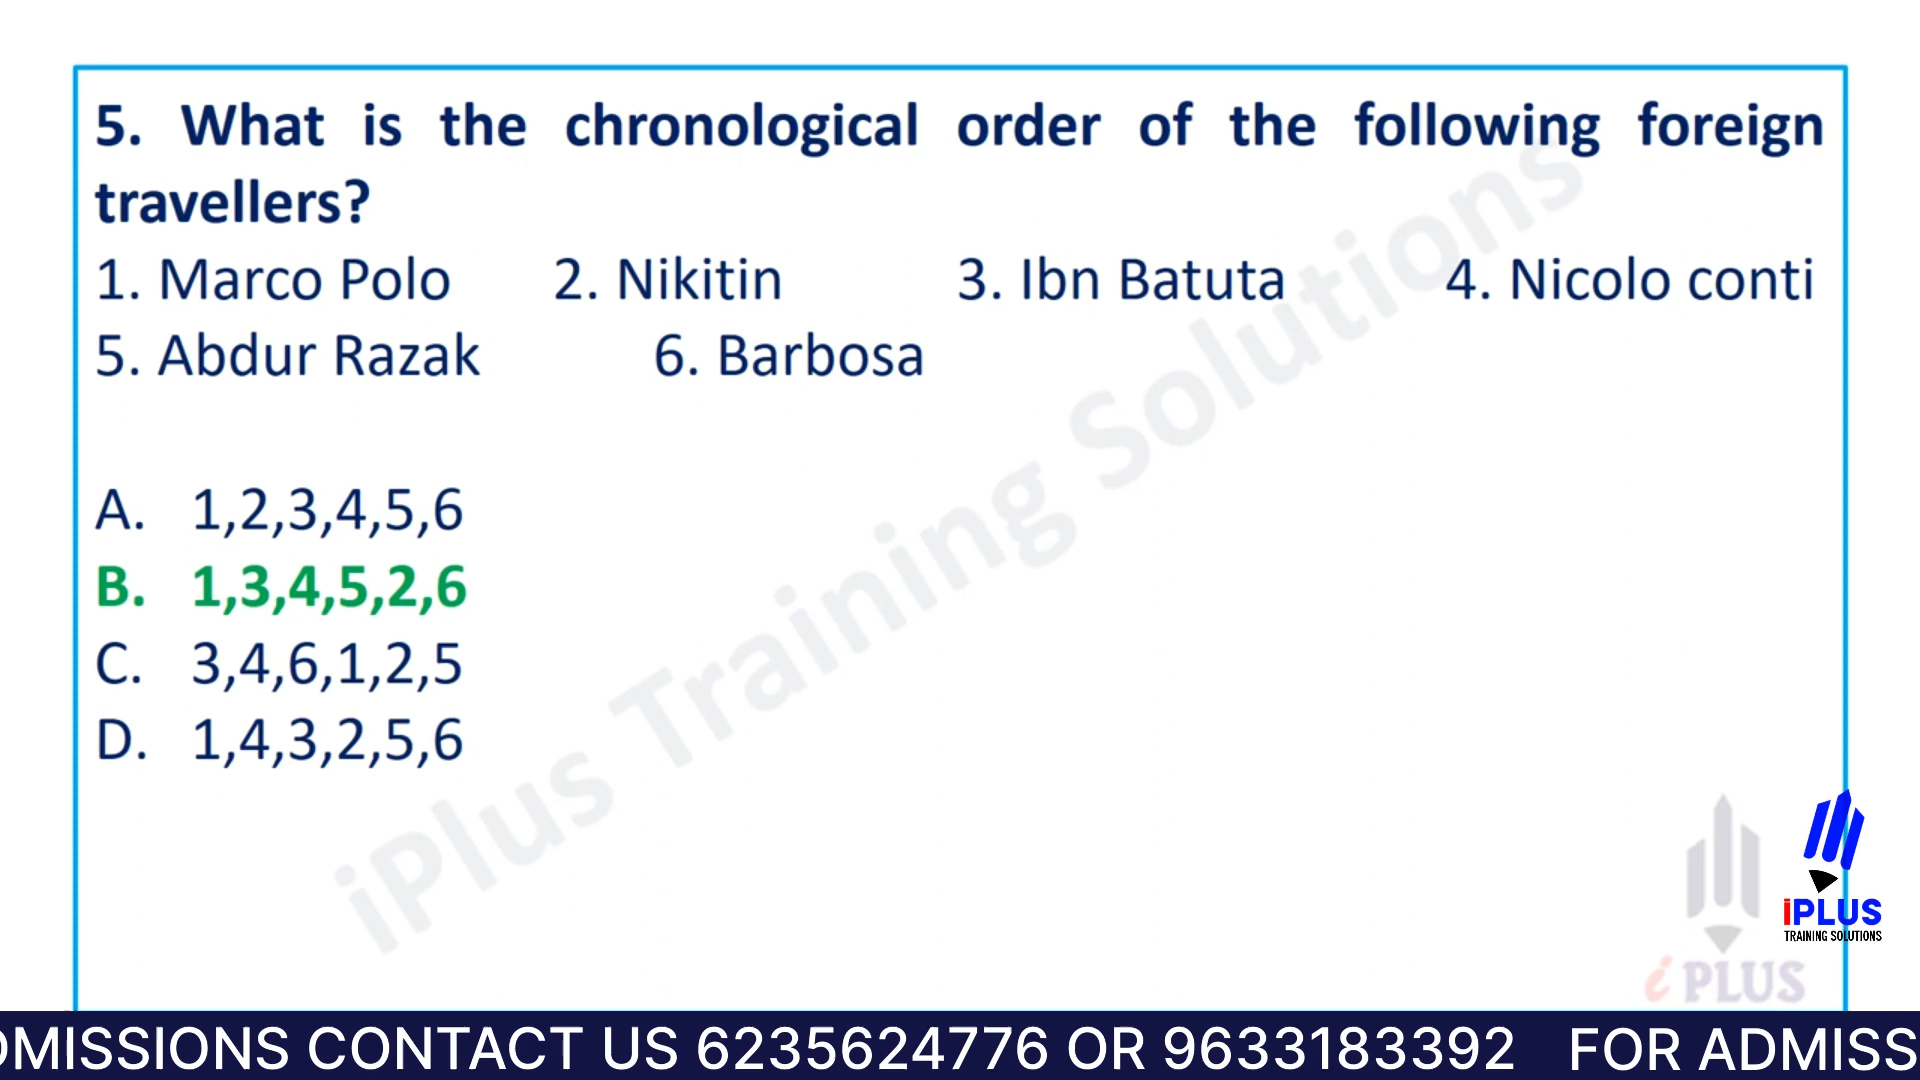 5. What is the chronological order of the following foreign
travellers?
1. Marco Polo 2. Nikitin 3. Ibn Batuta 4. Nicolo conti
5. Abdur Razak 6. Barbosa
A. 1,2,3,4,5,6
B. 1,3,4,5,2,6
C. 3,4,6,1,2,5
D. 1,4,3,2,5,6
iPlus Training Solutions
iPLUS
TRAINING SOLUTIONS
i PLUS
DMISSIONS CONTACT US 6235624776 OR 9633183392 FOR ADMISS